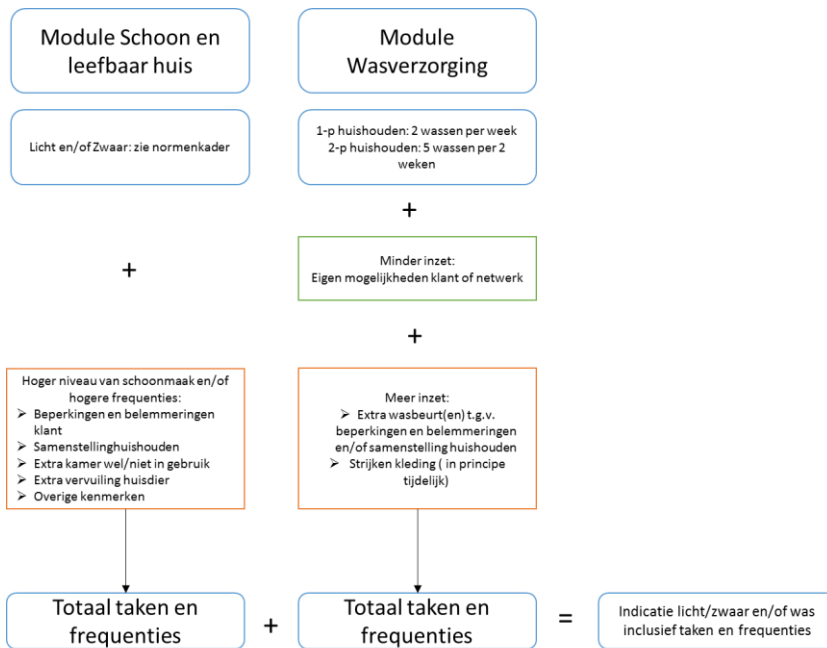 Module Schoon en
leefbaar huis
Module
Wasverzorging
Licht en/of Zwaar: zie normenkader
1-p huishouden: 2 wassen per week
2-p huishouden: 5 wassen per 2
weken
+
+
Minder inzet:
Eigen mogelijkheden klant of netwerk
+
Hoger niveau van schoonmaak en/of
hogere frequenties:
➢ Beperkingen en belemmeringen
klant
➢ Samenstellinghuishouden
➢ Extra kamer wel/niet in gebruik
➢ Extra vervuiling huisdier
➢ Overige kenmerken
Meer inzet:
➢ Extra wasbeurt(en) t.g.v.
beperkingen en belemmeringen
en/of samenstelling huishouden
➢ Strijken kleding ( in principe
tijdelijk)
Totaal taken en
frequenties
+
Totaal taken en
frequenties
=
Indicatie licht/zwaar en/of was
inclusief taken en frequenties